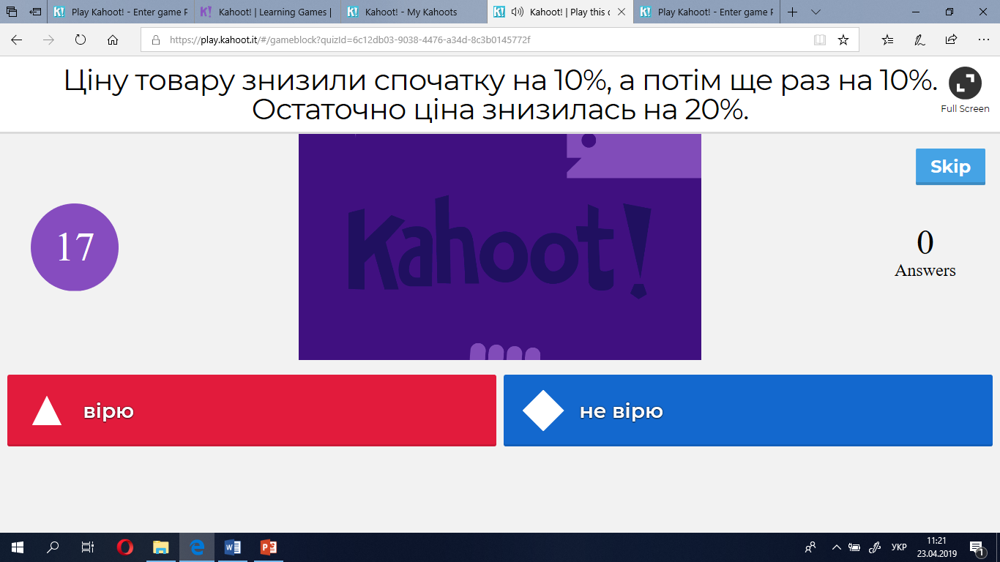 Play Kahoot! - Enter game P
Kahoot! | Learning Games |
Kahoot! - My Kahoots
Kahoot! | Play this q
Play Kahoot! - Enter game P
https://play.kahoot.it/#/gameblock?quizId=6c12db03-9038-4476-a34d-8c3b0145772f
Ціну товару знизили спочатку на 10%, а потім ще раз на 10%.
Остаточно ціна знизилась на 20%.
Full Screen
Skip
17
Kahoot!
0
Answers
вірю
не вірю
УКР
11:21
23.04.2019
1